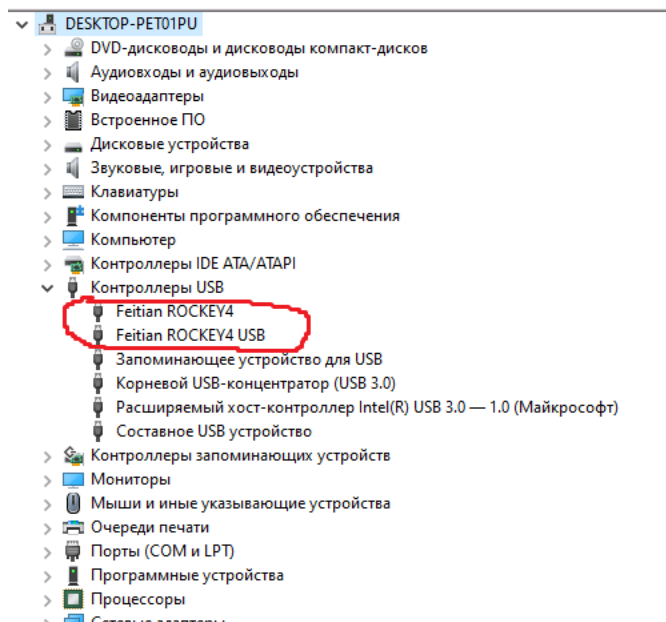 DESKTOP-PET01PU
DVD-дисководы и дисководы компакт-дисков
Аудиовходы и аудиовыходы
Видеоадаптеры
Встроенное ПО
Дисковые устройства
Звуковые, игровые и видеоустройства
Клавиатуры
Компоненты программного обеспечения
Компьютер
Контроллеры IDE ATA/ATAPI
Контроллеры USB
Feitian ROCKEY4
Feitian ROCKEY4 USB
Запоминающее устройство для USB
Корневой USB-концентратор (USB 3.0)
Расширяемый хост-контроллер Intel(R) USB 3.0 — 1.0 (Майкрософт)
Составное USB устройство
Контроллеры запоминающих устройств
Мониторы
Мыши и иные указывающие устройства
Очереди печати
Порты (COM и LPT)
Программные устройства
Процессоры